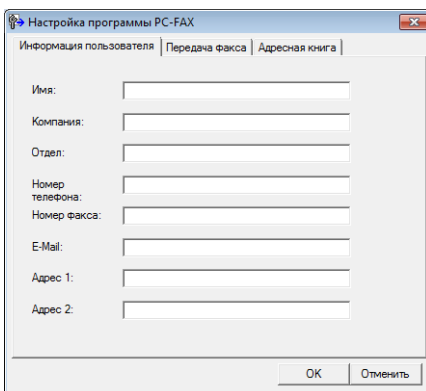 Настройка программы PC-FAX
Информация пользователя Передача факса Адресная книга
Имя:
Компания:
Отдел:
Номер
телефона:
Номер факса:
E-Mail:
Адрес 1:
Адрес 2:
OK Отменить